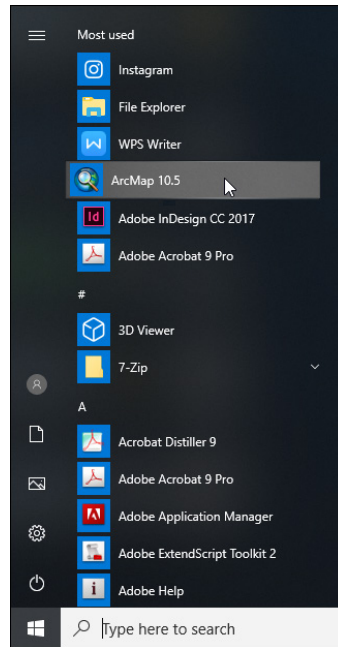 Most used
Instagram
File Explorer
WPS Writer
ArcMap 10.5
Id
Adobe InDesign CC 2017
Adobe Acrobat 9 Pro
#
3D Viewer
7-Zip
A
Acrobat Distiller 9
Adobe Acrobat 9 Pro
Adobe Application Manager
Adobe ExtendScript Toolkit 2
Adobe Help
Type here to search